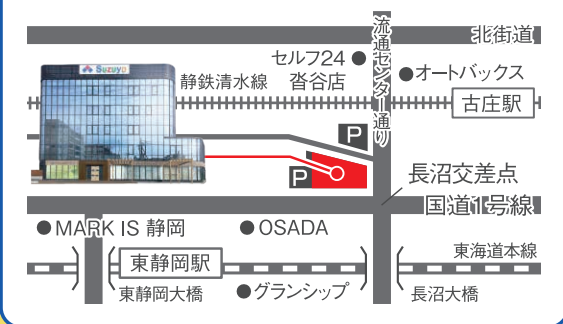 北街道
流通センター通り
セルフ24
沓谷店
オートバックス
Suzuyo
静鉄清水線
古庄駅
P
P
長沼交差点
国道1号線
MARK IS 静岡
OSADA
東海道本線
東静岡駅
東静岡大橋
グランシップ
長沼大橋